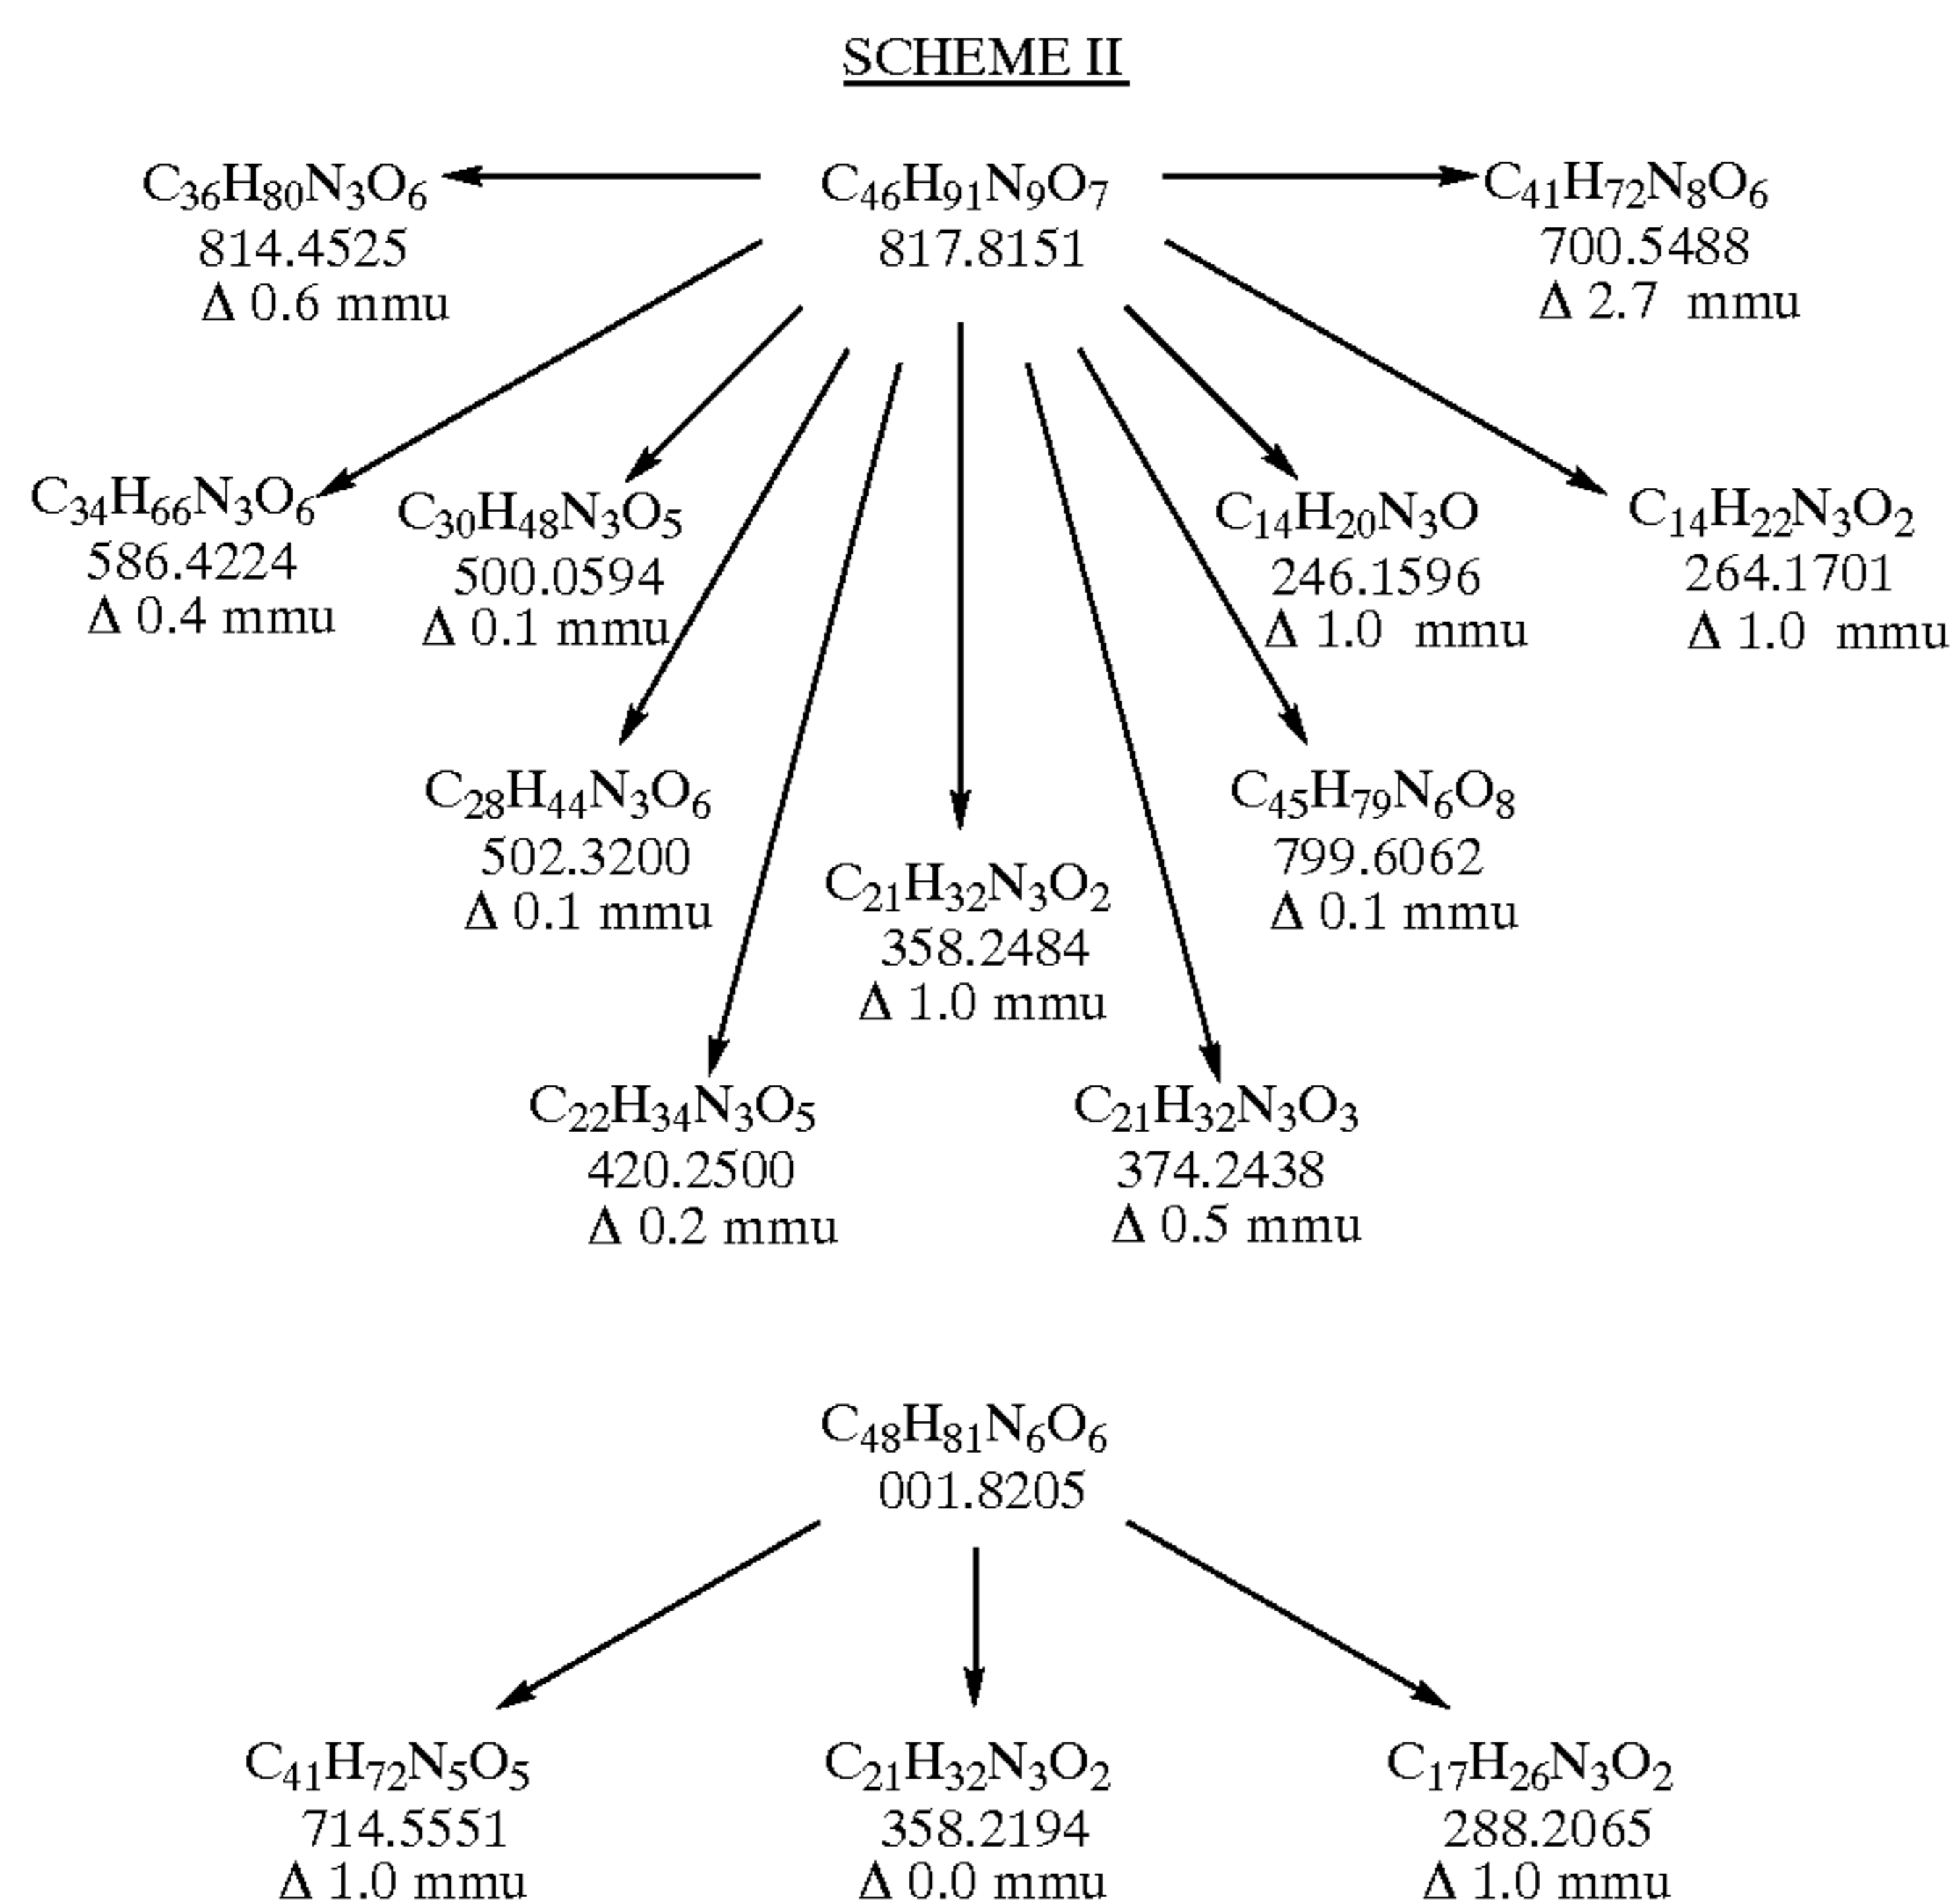 SCHEME II
C₃₆H₈₀N₃O₆
814.4525
Δ 0.6 mmu
C₄₆H₉₁N₉O₇
817.8151
C₄₁H₇₂N₈O₆
700.5488
Δ 2.7 mmu
C₃₄H₆₆N₃O₆
586.4224
Δ 0.4 mmu
C₃₀H₄₈N₃O₅
500.0594
Δ 0.1 mmu
C₁₄H₂₀N₃O
246.1596
Δ 1.0 mmu
C₁₄H₂₂N₃O₂
264.1701
Δ 1.0 mmu
C₂₈H₄₄N₃O₆
502.3200
Δ 0.1 mmu
C₂₁H₃₂N₃O₂
358.2484
Δ 1.0 mmu
C₄₅H₇₉N₆O₈
799.6062
Δ 0.1 mmu
C₂₂H₃₄N₃O₅
420.2500
Δ 0.2 mmu
C₂₁H₃₂N₃O₃
374.2438
Δ 0.5 mmu
C₄₈H₈₁N₆O₆
001.8205
C₄₁H₇₂N₅O₅
714.5551
Δ 1.0 mmu
C₂₁H₃₂N₃O₂
358.2194
Δ 0.0 mmu
C₁₇H₂₆N₃O₂
288.2065
Δ 1.0 mmu